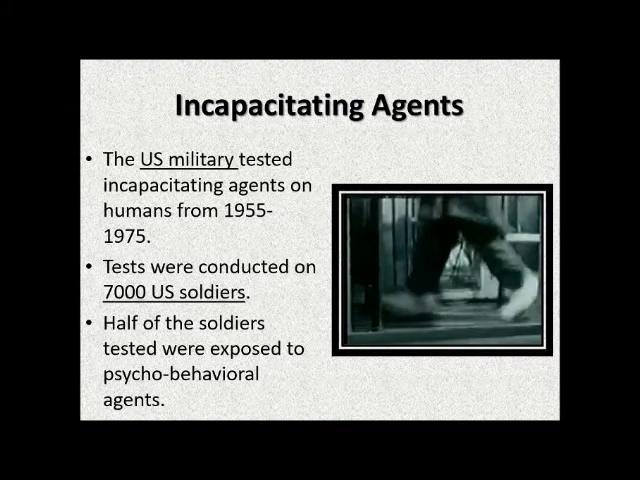 Incapacitating Agents
• The US military tested
incapacitating agents on
humans from 1955-
1975.
• Tests were conducted on
7000 US soldiers.
• Half of the soldiers
tested were exposed to
psycho-behavioral
agents.